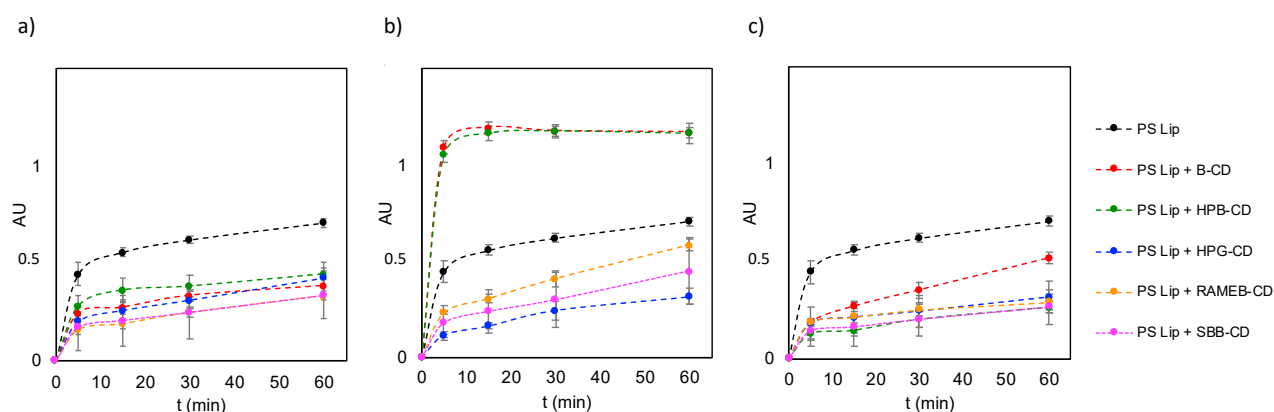 a)
b)
c)
1
0.5
0
AU
0 10 20 30 40 50 60
t (min)
1
0.5
0
AU
0 10 20 30 40 50 60
t (min)
1
0.5
0
AU
0 10 20 30 40 50 60
t (min)
PS Lip
PS Lip + B-CD
PS Lip + HPB-CD
PS Lip + HPG-CD
PS Lip + RAMEB-CD
PS Lip + SBB-CD